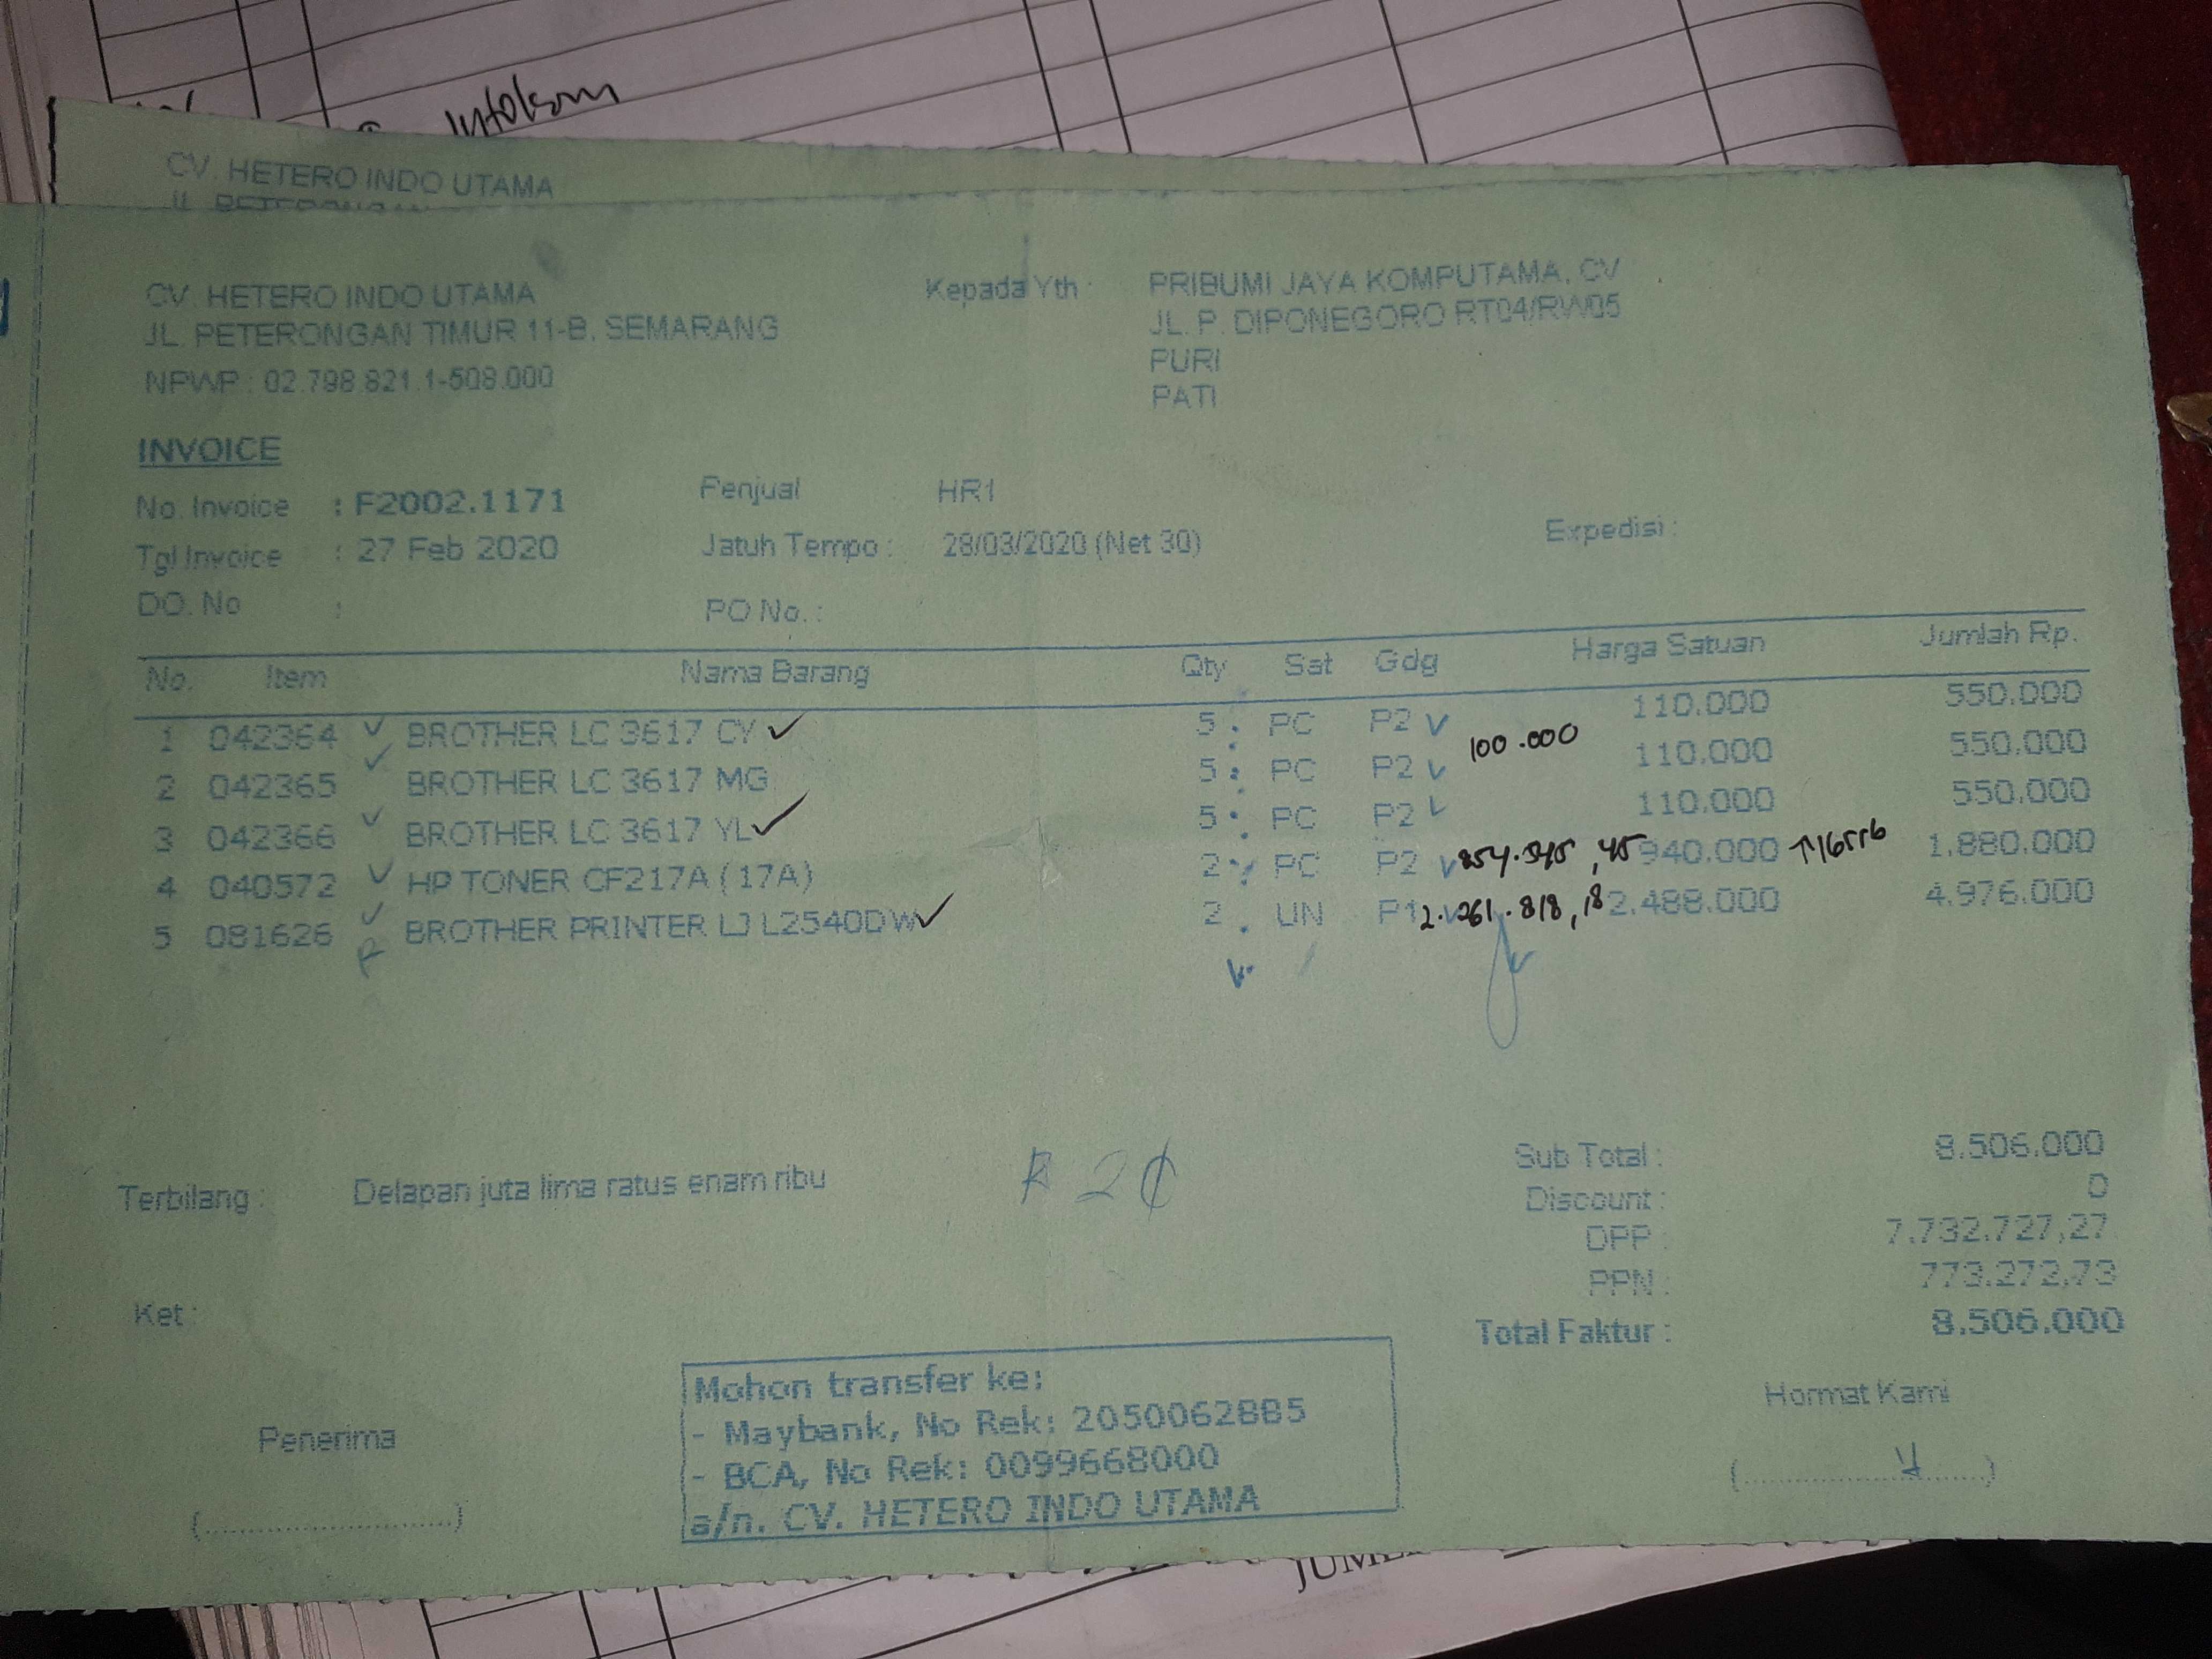 Infokom
CV. HETERO INDO UTAMA
JL. PETERONGAN
CV. HETERO INDO UTAMA
JL. PETERONGAN TIMUR 11-B, SEMARANG
NPWP : 02.798.821.1-508.000
Kepada Yth : PRIBUMI JAYA KOMPUTAMA, CV
JL. P. DIPONEGORO RT04/RW05
PURI
PATI
INVOICE
No. Invoice : F2002.1171 Penjual : HR1
Tgl Invoice : 27 Feb 2020 Jatuh Tempo : 28/03/2020 (Net 30) Expedisi :
DO. No : PO No. :
No. Item Nama Barang Qty Sat Gdg Harga Satuan Jumlah Rp.
1 042364 BROTHER LC 3617 CY 5 PC P2 110.000 550.000
100.000
2 042365 BROTHER LC 3617 MG 5 PC P2 110.000 550.000
3 042366 BROTHER LC 3617 YL 5 PC P2 110.000 550.000
4 040572 HP TONER CF217A (17A) 2 PC P2 854.545,45 940.000 1.880.000
5 081626 BROTHER PRINTER LJ L2540DW 2 UN P1 2.261.818,18 2.488.000 4.976.000
Terbilang : Delapan juta lima ratus enam ribu
Sub Total : 8.506.000
Discount : 0
DPP : 7.732.727,27
PPN : 773.272,73
Total Faktur : 8.506.000
Ket :
Mohon transfer ke:
- Maybank, No Rek: 2050062885
- BCA, No Rek: 0099668000
a/n. CV. HETERO INDO UTAMA
Penerima
Hormat Kami